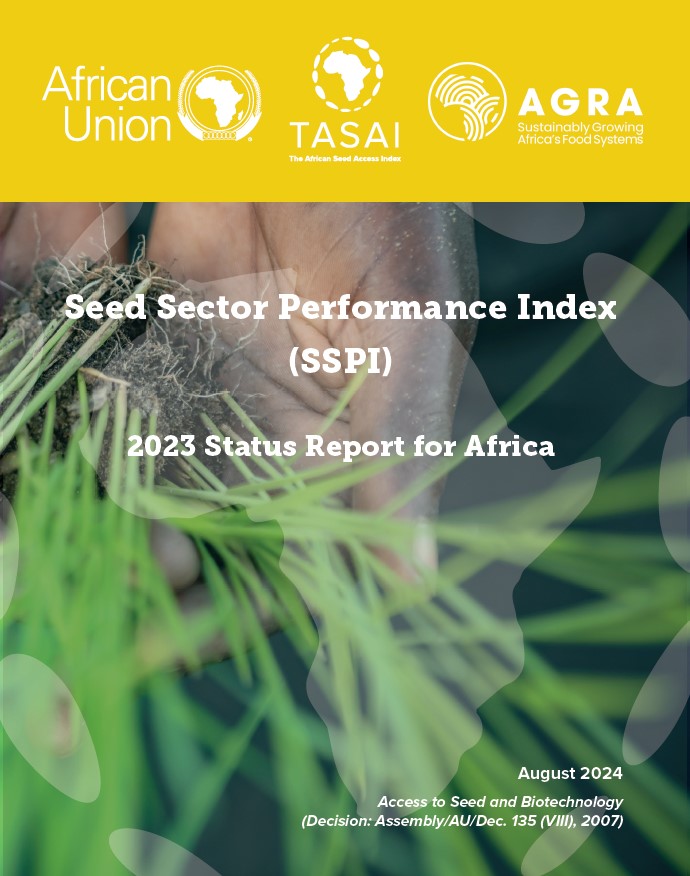 African
Union
TASAI
The African Seed Access Index
AGRA
Sustainably Growing
Africa's Food Systems
Seed Sector Performance Index
(SSPI)
2023 Status Report for Africa
August 2024
Access to Seed and Biotechnology
(Decision: Assembly/AU/Dec. 135 (VIII), 2007)